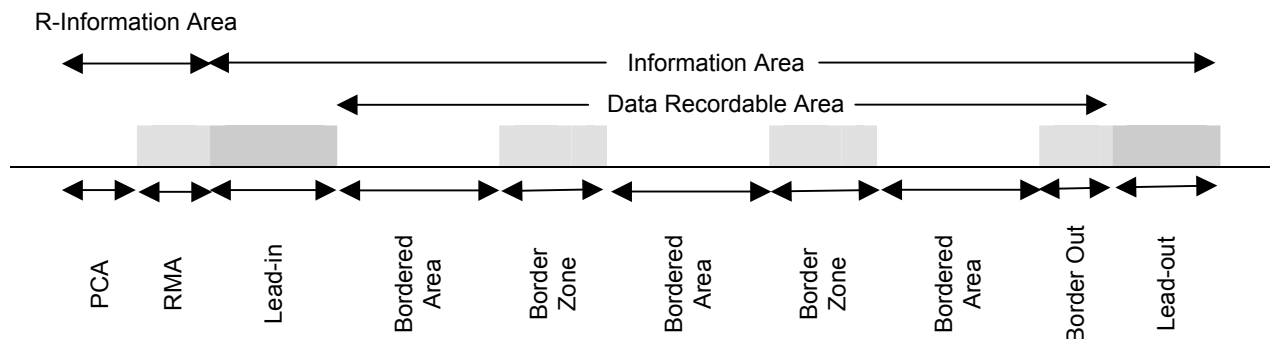 R-Information Area
Information Area
Data Recordable Area
PCA
RMA
Lead-in
Bordered
Area
Border
Zone
Bordered
Area
Border
Zone
Bordered
Area
Border Out
Lead-out